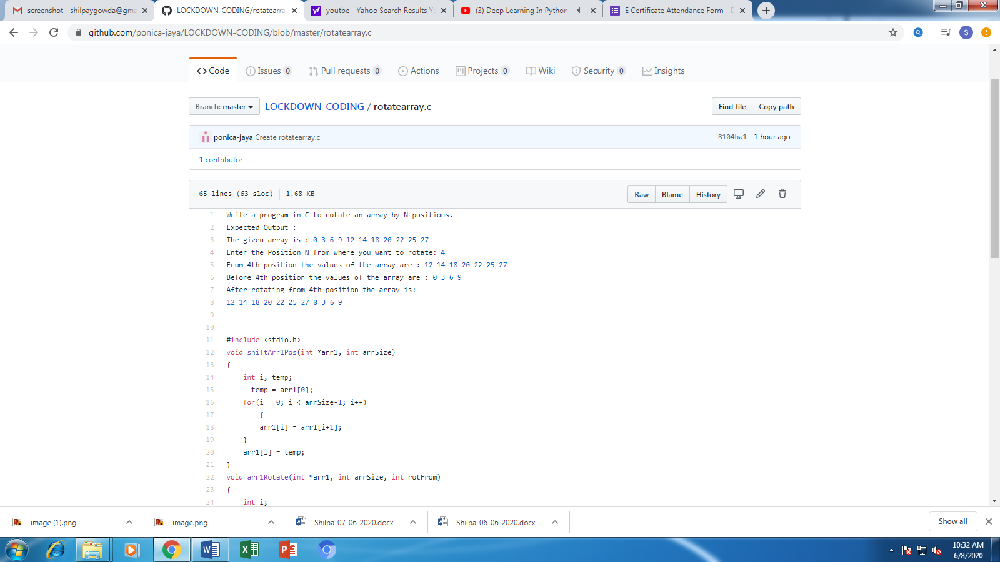 screenshot - shilpaygowda@gma
LOCKDOWN-CODING/rotatearra
youtbe - Yahoo Search Results Ya
(3) Deep Learning In Python
E Certificate Attendance Form - D
github.com/ponica-jaya/LOCKDOWN-CODING/blob/master/rotatearray.c
S
Code
Issues 0
Pull requests 0
Actions
Projects 0
Wiki
Security 0
Insights
Branch: master
LOCKDOWN-CODING / rotatearray.c
Find file
Copy path
ponica-jaya Create rotatearray.c
8104ba1 1 hour ago
1 contributor
65 lines (63 sloc) 1.68 KB
Raw Blame History
1 Write a program in C to rotate an array by N positions.
2 Expected Output :
3 The given array is : 0 3 6 9 12 14 18 20 22 25 27
4 Enter the Position N from where you want to rotate: 4
5 From 4th position the values of the array are : 12 14 18 20 22 25 27
6 Before 4th position the values of the array are : 0 3 6 9
7 After rotating from 4th position the array is:
8 12 14 18 20 22 25 27 0 3 6 9
9
10
11 #include <stdio.h>
12 void shiftArr1Pos(int *arr1, int arrSize)
13 {
14 int i, temp;
15 temp = arr1[0];
16 for(i = 0; i < arrSize-1; i++)
17 {
18 arr1[i] = arr1[i+1];
19 }
20 arr1[i] = temp;
21 }
22 void arr1Rotate(int *arr1, int arrSize, int rotFrom)
23 {
24 int i;
image (1).png
image.png
Shilpa_07-06-2020.docx
Shilpa_06-06-2020.docx
Show all
10:32 AM
6/8/2020